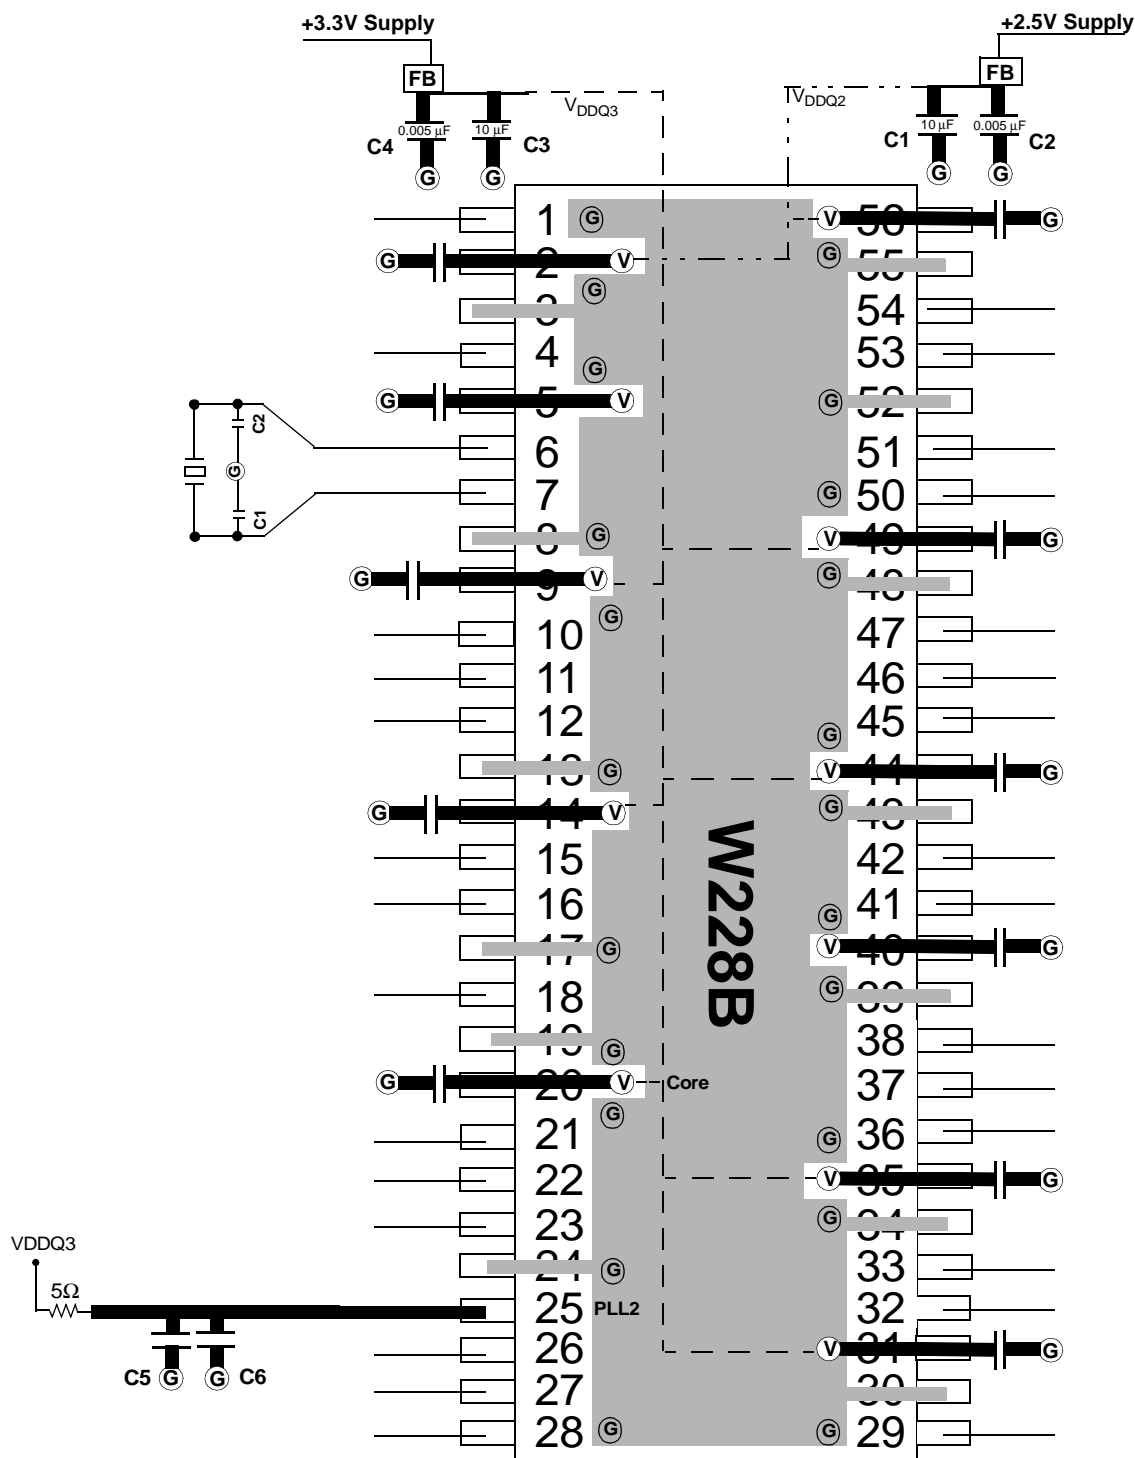 +3.3V Supply
+2.5V Supply
FB
FB
VDDQ3
VDDQ2
C4
0.005 µF
10 µF
C3
C1
10 µF
0.005 µF
C2
G
G
G
G
1
G
V
56
G
G
2
V
G
55
3
G
54
4
53
G
G
5
V
G
52
C2
6
51
G
7
G
50
C1
8
G
V
49
G
G
9
V
G
48
10
G
47
11
46
12
G
45
13
G
V
44
G
G
14
V
G
43
15
42
16
G
41
17
G
V
40
G
W228B
18
G
39
19
G
38
G
20
V
Core
37
21
G
36
G
22
V
35
G
23
G
34
VDDQ3
24
G
33
5Ω
25
PLL2
32
26
V
31
G
C5
G
G
C6
27
30
28
G
G
29